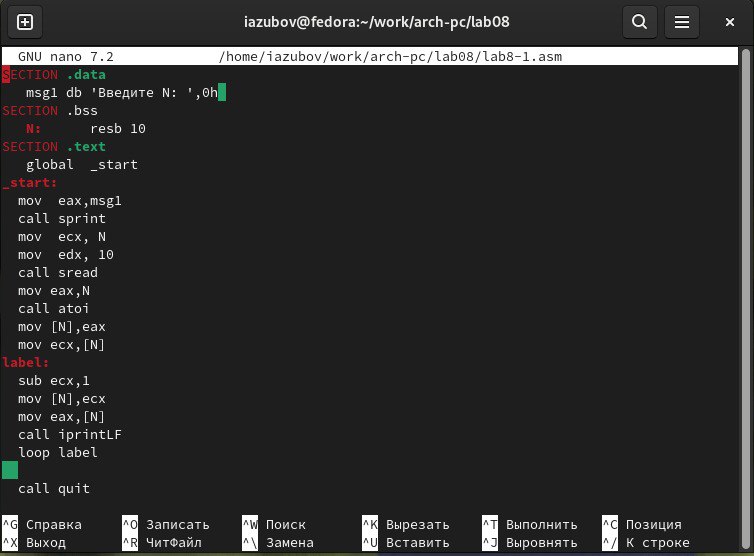 iazubov@fedora:~/work/arch-pc/lab08
GNU nano 7.2 /home/iazubov/work/arch-pc/lab08/lab8-1.asm
SECTION .data
msg1 db 'Введите N: ',0h
SECTION .bss
N: resb 10
SECTION .text
global _start
_start:
mov eax,msg1
call sprint
mov ecx, N
mov edx, 10
call sread
mov eax,N
call atoi
mov [N],eax
mov ecx,[N]
label:
sub ecx,1
mov [N],ecx
mov eax,[N]
call iprintLF
loop label
call quit
^G Справка ^O Записать ^W Поиск ^K Вырезать ^T Выполнить ^C Позиция
^X Выход ^R ЧитФайл ^\ Замена ^U Вставить ^J Выровнять ^/ К строке